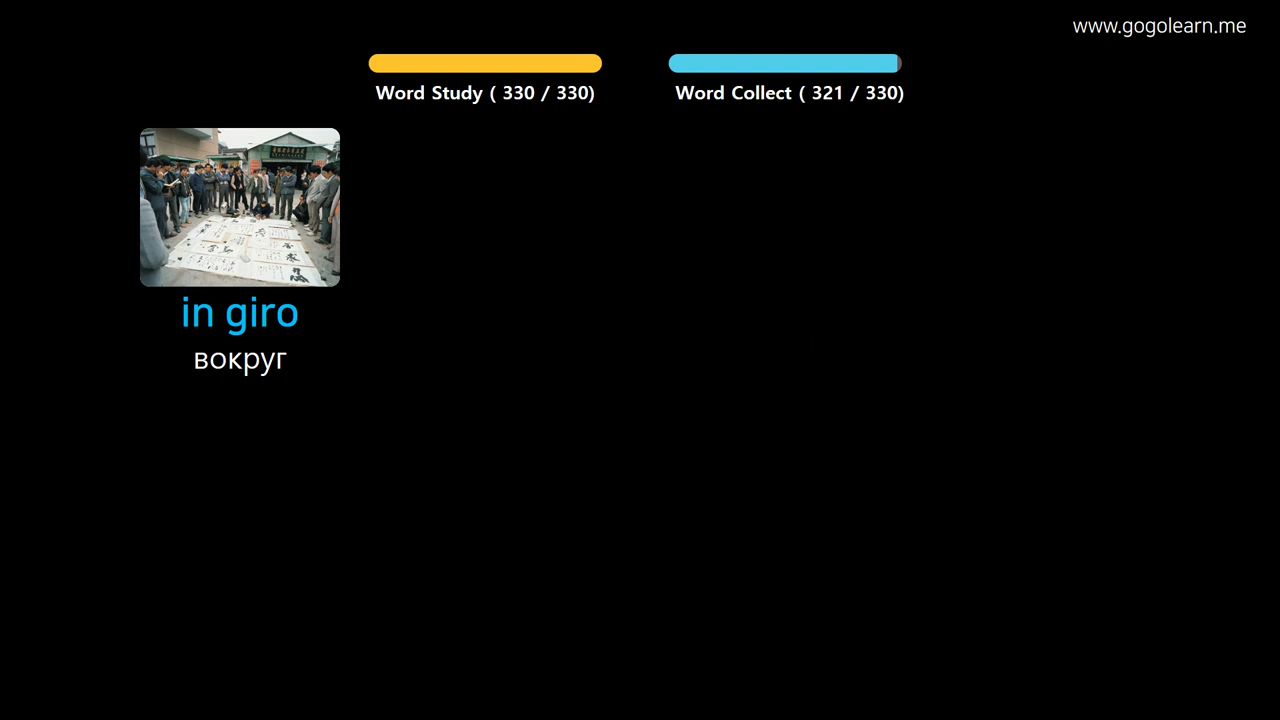 www.gogolearn.me
Word Study ( 330 / 330)
Word Collect ( 321 / 330)
in giro
вокруг